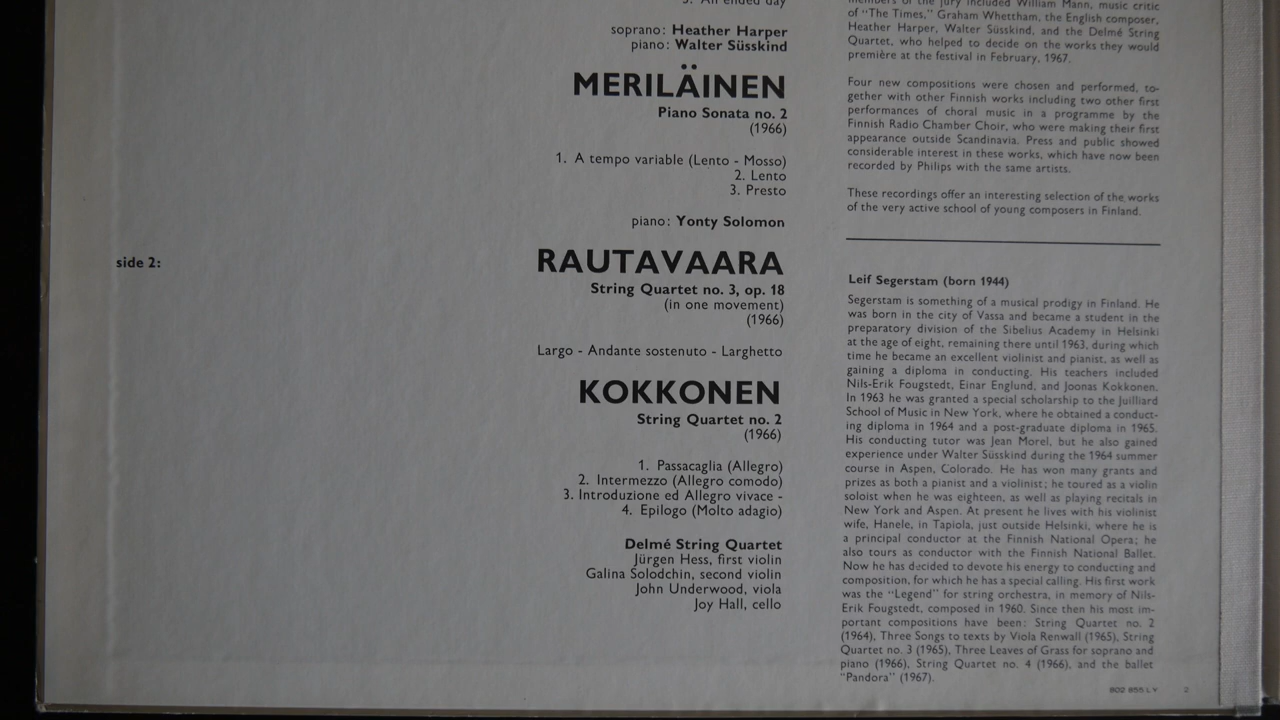 3. An ended day
soprano: Heather Harper
piano: Walter Süsskind
MERILÄINEN
Piano Sonata no. 2
(1966)
1. A tempo variable (Lento - Mosso)
2. Lento
3. Presto
piano: Yonty Solomon
side 2:
RAUTAVAARA
String Quartet no. 3, op. 18
(in one movement)
(1966)
Largo - Andante sostenuto - Larghetto
KOKKONEN
String Quartet no. 2
(1966)
1. Passacaglia (Allegro)
2. Intermezzo (Allegro comodo)
3. Introduzione ed Allegro vivace -
4. Epilogo (Molto adagio)
Delmé String Quartet
Jürgen Hess, first violin
Galina Solodchin, second violin
John Underwood, viola
Joy Hall, cello
members of the jury included William Mann, music critic
of "The Times," Graham Whettham, the English composer,
Heather Harper, Walter Süsskind, and the Delmé String
Quartet, who helped to decide on the works they would
première at the festival in February, 1967.
Four new compositions were chosen and performed, to-
gether with other Finnish works including two other first
performances of choral music in a programme by the
Finnish Radio Chamber Choir, who were making their first
appearance outside Scandinavia. Press and public showed
considerable interest in these works, which have now been
recorded by Philips with the same artists.
These recordings offer an interesting selection of the works
of the very active school of young composers in Finland.
Leif Segerstam (born 1944)
Segerstam is something of a musical prodigy in Finland. He
was born in the city of Vassa and became a student in the
preparatory division of the Sibelius Academy in Helsinki
at the age of eight, remaining there until 1963, during which
time he became an excellent violinist and pianist, as well as
gaining a diploma in conducting. His teachers included
Nils-Erik Fougstedt, Einar Englund, and Joonas Kokkonen.
In 1963 he was granted a special scholarship to the Juilliard
School of Music in New York, where he obtained a conduct-
ing diploma in 1964 and a post-graduate diploma in 1965.
His conducting tutor was Jean Morel, but he also gained
experience under Walter Süsskind during the 1964 summer
course in Aspen, Colorado. He has won many grants and
prizes as both a pianist and a violinist; he toured as a violin
soloist when he was eighteen, as well as playing recitals in
New York and Aspen. At present he lives with his violinist
wife, Hanele, in Tapiola, just outside Helsinki, where he is
a principal conductor at the Finnish National Opera; he
also tours as conductor with the Finnish National Ballet.
Now he has decided to devote his energy to conducting and
composition, for which he has a special calling. His first work
was the "Legend" for string orchestra, in memory of Nils-
Erik Fougstedt, composed in 1960. Since then his most im-
portant compositions have been: String Quartet no. 2
(1964), Three Songs to texts by Viola Renwall (1965), String
Quartet no. 3 (1965), Three Leaves of Grass for soprano and
piano (1966), String Quartet no. 4 (1966), and the ballet
"Pandora" (1967).
802 855 LY 2